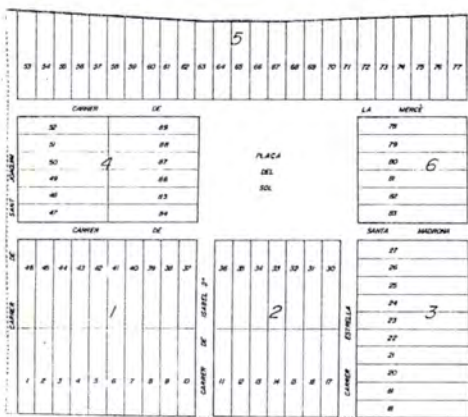 5
53 54 55 56 57 58 59 60 61 62 63 64 65 66 67 68 69 70 71 72 73 74 75 76 77
CARRER DE LA MERCÈ
52 89
51 88
50 87
49 86
48 85
47 84
4
PLAÇA
DEL
SOL
78
79
80
81
82
83
6
CARRER DE SANTA MADRONA
CARRER DE SANT JOAQUIM
46 45 44 43 42 41 40 39 38 37
1
1 2 3 4 5 6 7 8 9 10
CARRER DE ISABEL 2ª
36 35 34 33 32 31 30
2
11 12 13 14 15 16 17
CARRER ESTRELLA
27
26
25
24
23
22
21
20
19
18
3